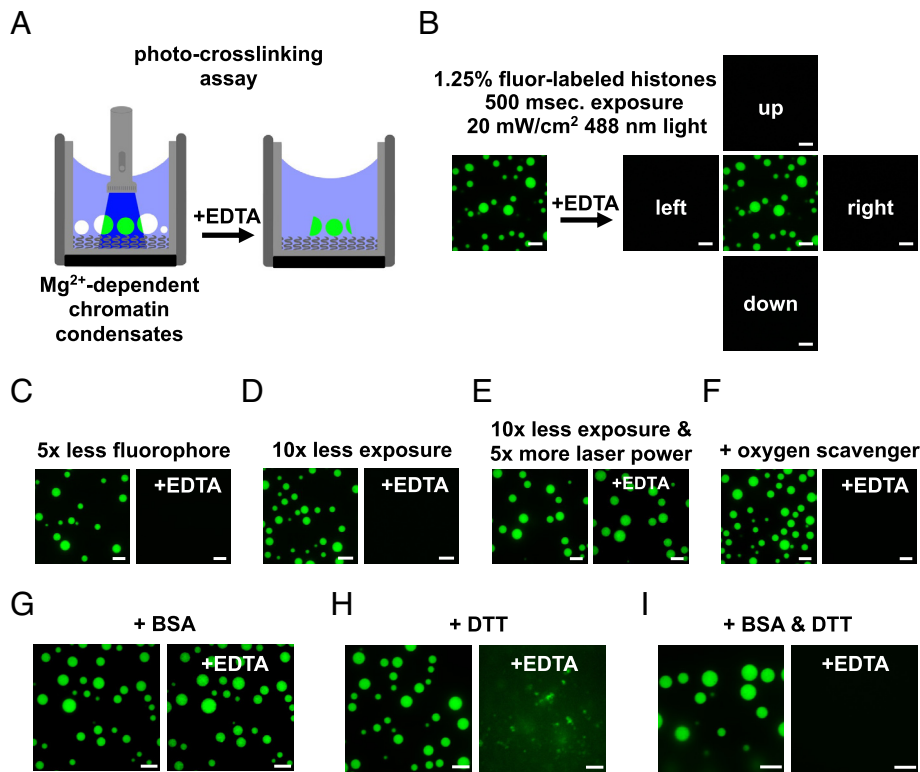 A
photo-crosslinking
assay
+EDTA
Mg2+-dependent
chromatin
condensates
B
1.25% fluor-labeled histones
500 msec. exposure
20 mW/cm2 488 nm light
+EDTA
up
left
right
down
C
5x less fluorophore
+EDTA
D
10x less exposure
+EDTA
E
10x less exposure &
5x more laser power
+EDTA
F
+ oxygen scavenger
+EDTA
G
+ BSA
+EDTA
H
+ DTT
+EDTA
I
+ BSA & DTT
+EDTA